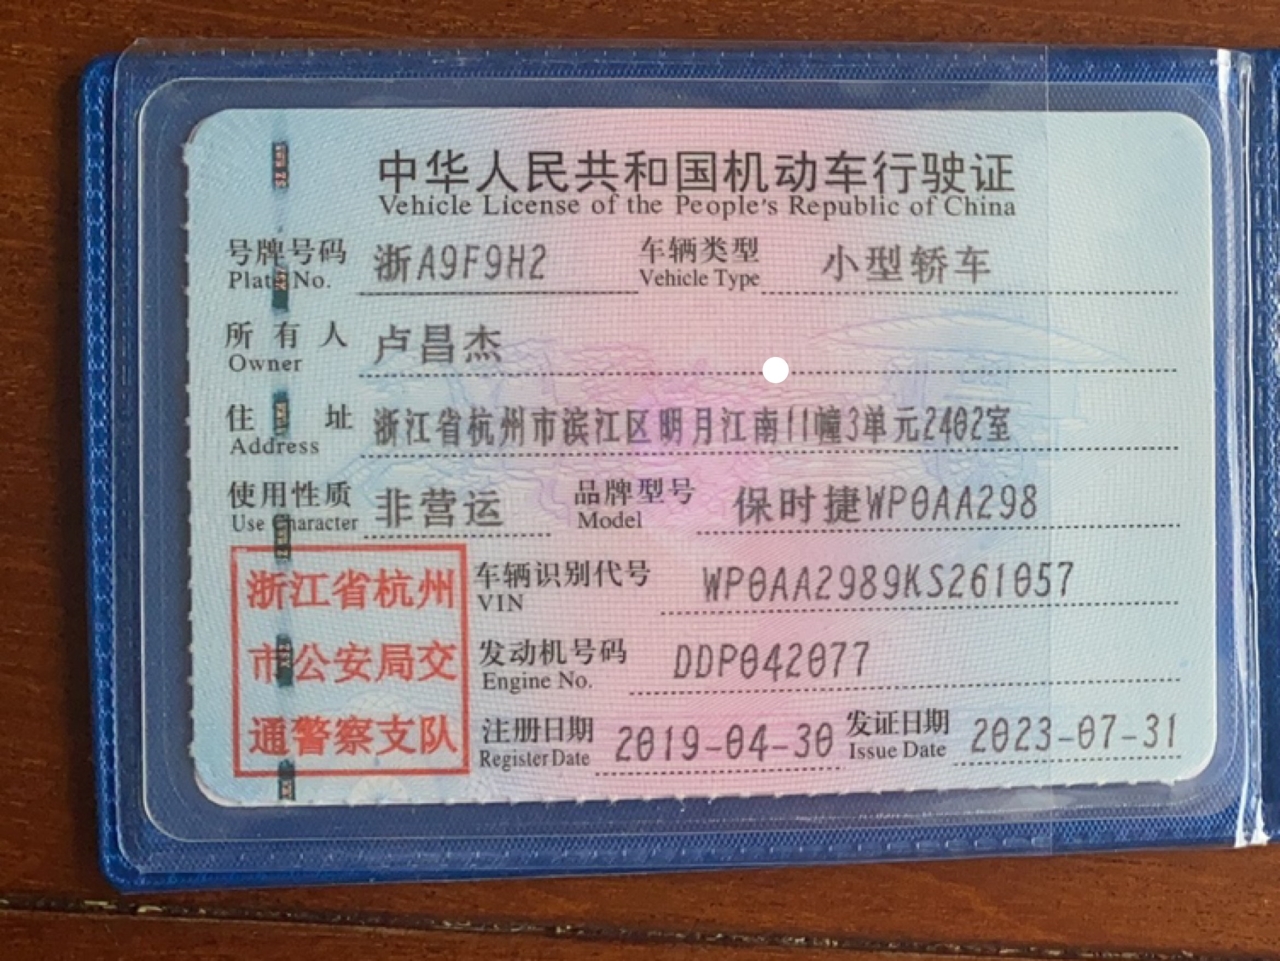 中华人民共和国机动车行驶证
Vehicle License of the People's Republic of China
号牌号码 浙A9F9H2 车辆类型 小型轿车
Plate No. Vehicle Type
所有人 卢昌杰
Owner
住址 浙江省杭州市滨江区明月江南11幢3单元2402室
Address
使用性质 非营运 品牌型号 保时捷WP0AA298
Use Character Model
浙江省杭州 车辆识别代号 WP0AA2989KS261057
VIN
市公安局交 发动机号码 DDP042077
Engine No.
通警察支队 注册日期 2019-04-30 发证日期 2023-07-31
Register Date Issue Date